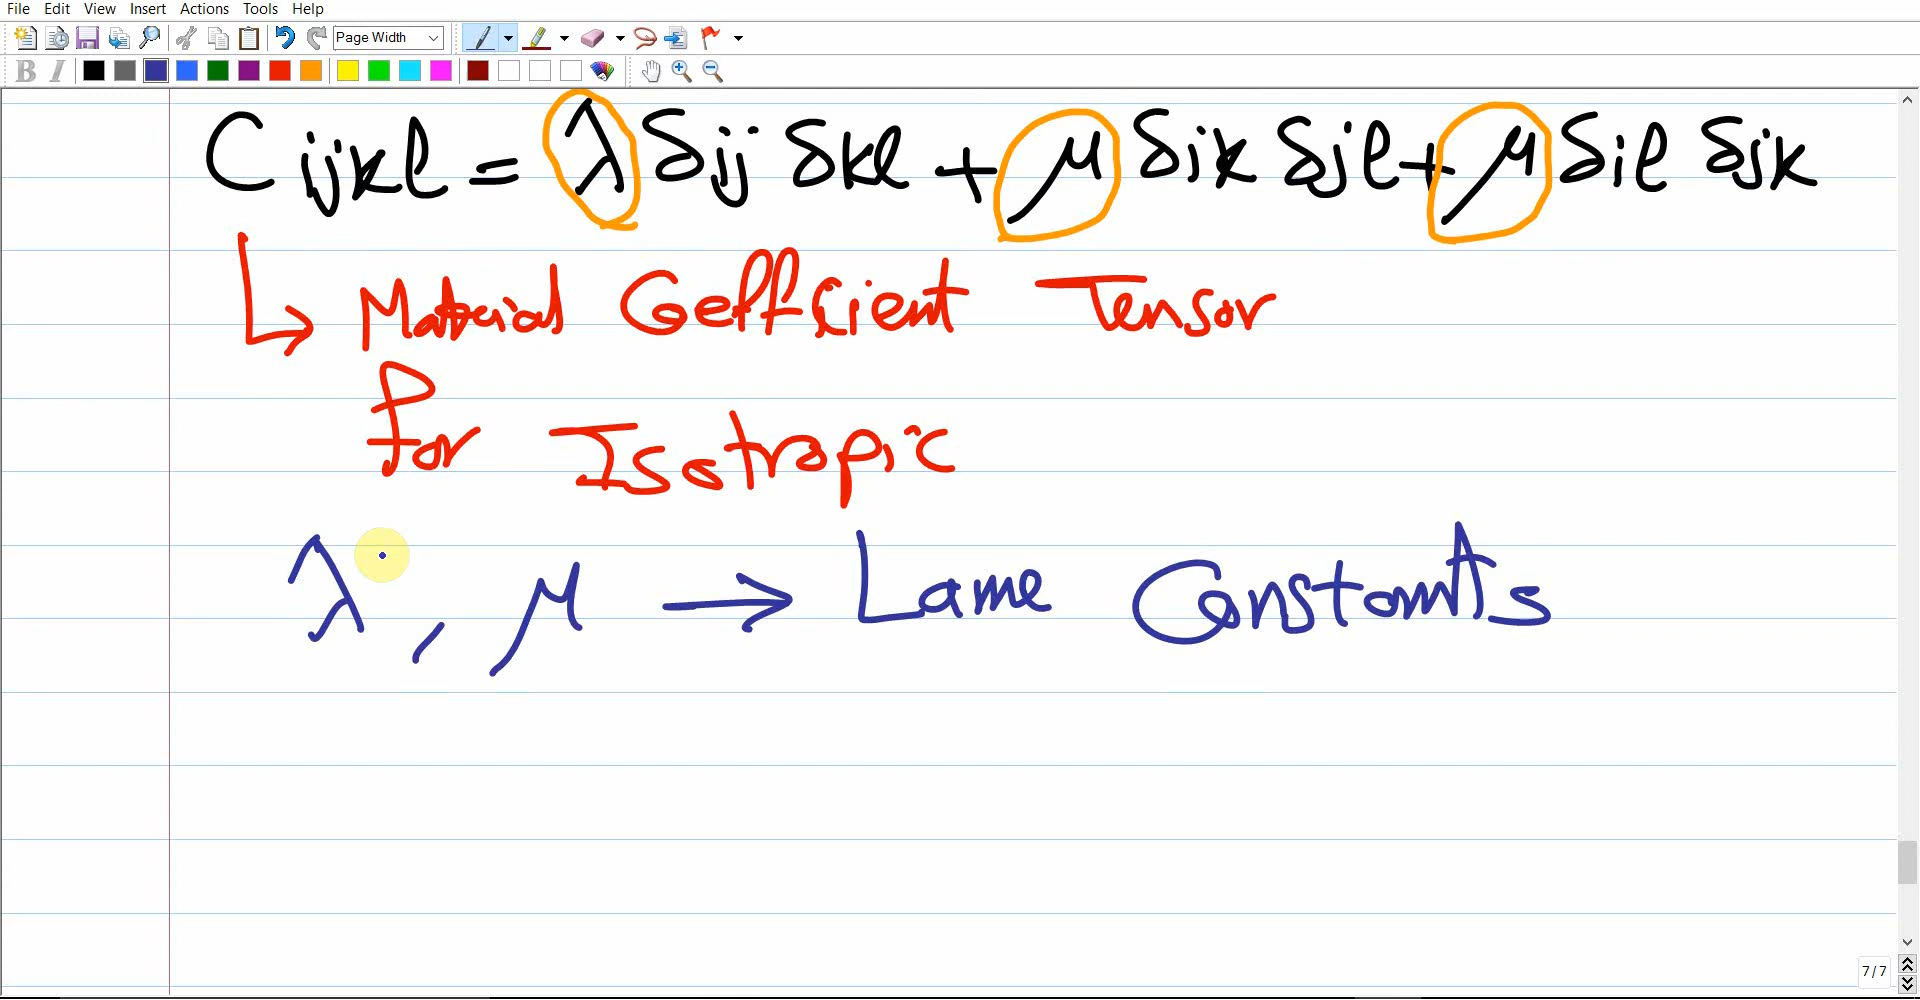 File Edit View Insert Actions Tools Help
Page Width
B I
C ijkl = λ δij δkl + μ δik δjl + μ δil δjk
Material Coefficient Tensor
for Isotropic
λ, μ → Lame Constants
7/7